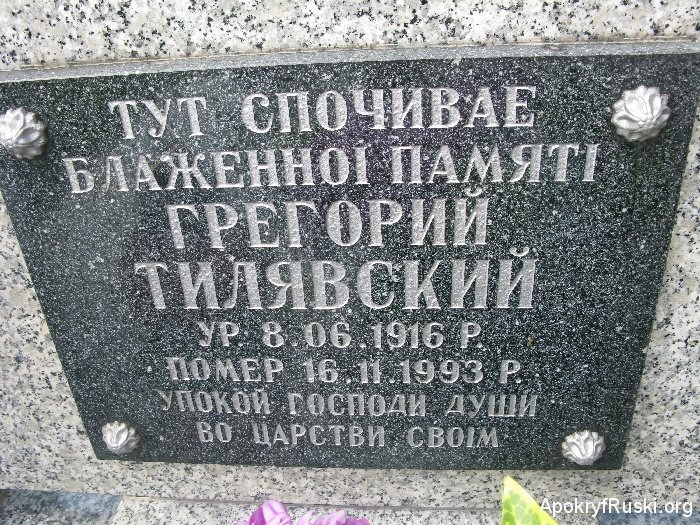 ТУТ СПОЧИВАЕ
БЛАЖЕННОЇ ПАМЯТІ
ГРЕГОРИЙ
ТИЛЯВСКИЙ
УР. 8.06.1916 Р.
ПОМЕР 16.11.1993 Р.
УПОКОЙ ГОСПОДИ ДУШИ
ВО ЦАРСТВИ СВОІМ
ApokryfRuski.org